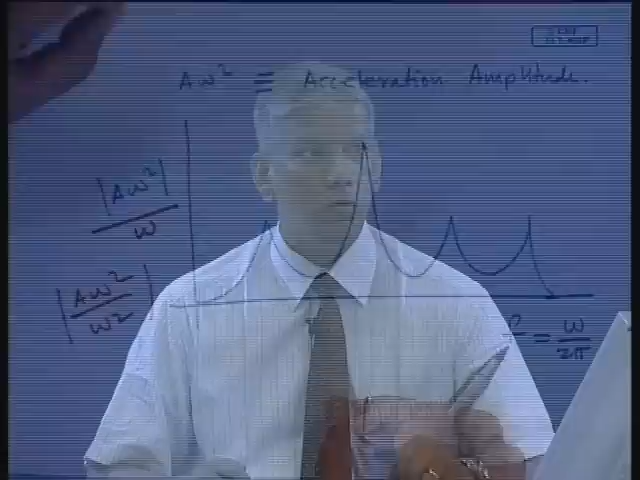 Aω² ≡ Acceleration Amplitude.
|Aω²|
ω
|Aω²
ω²|
= ω
2π